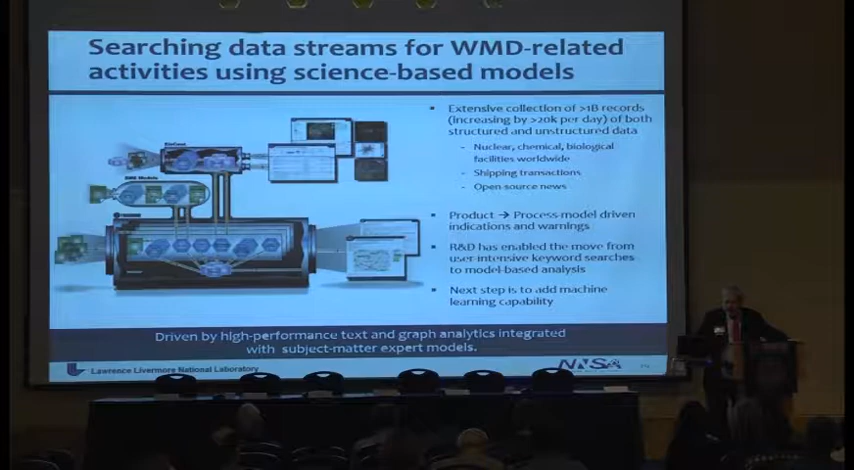 Searching data streams for WMD-related
activities using science-based models
Extensive collection of >1B records
(increasing by >20k per day) of both
structured and unstructured data
- Nuclear, chemical, biological
facilities worldwide
- Shipping transactions
- Open source news
Product → Process-model driven
indications and warnings
R&D has enabled the move from
user-intensive keyword searches
to model-based analysis
Next step is to add machine
learning capability
Driven by high-performance text and graph analytics integrated
with subject-matter expert models.
Lawrence Livermore National Laboratory
NNSA